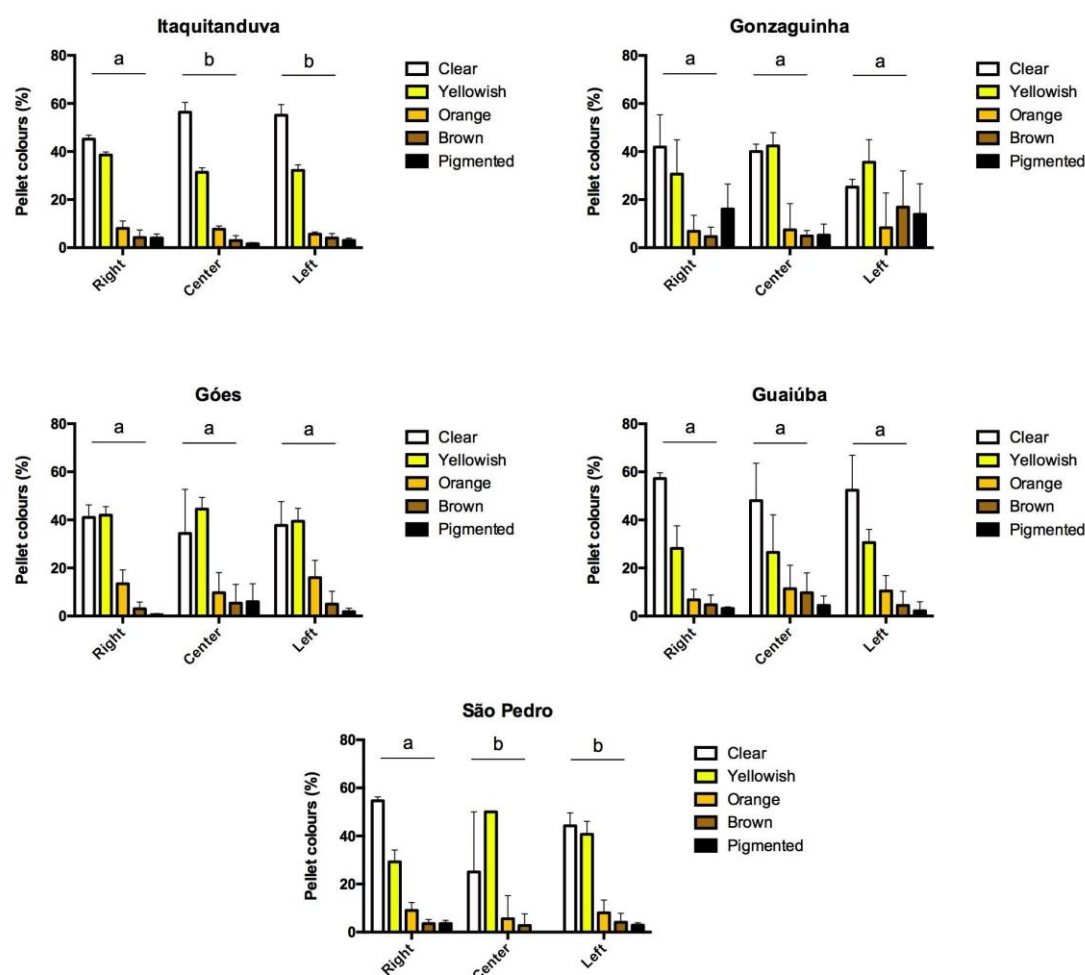 Itaquitanduva
Pellet colours (%)
80
60
40
20
0
a
b
b
Right
Center
Left
Clear
Yellowish
Orange
Brown
Pigmented
Gonzaguinha
Pellet colours (%)
80
60
40
20
0
a
a
a
Right
Center
Left
Clear
Yellowish
Orange
Brown
Pigmented
Góes
Pellet colours (%)
80
60
40
20
0
a
a
a
Right
Center
Left
Clear
Yellowish
Orange
Brown
Pigmented
Guaiúba
Pellet colours (%)
80
60
40
20
0
a
a
a
Right
Center
Left
Clear
Yellowish
Orange
Brown
Pigmented
São Pedro
Pellet colours (%)
80
60
40
20
0
a
b
b
Right
Center
Left
Clear
Yellowish
Orange
Brown
Pigmented